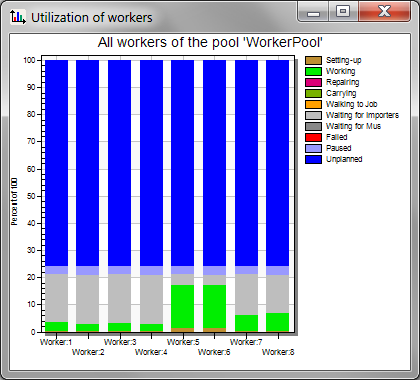 Utilization of workers
All workers of the pool 'WorkerPool'
Percent of 100
100
90
80
70
60
50
40
30
20
10
0
Worker:1
Worker:2
Worker:3
Worker:4
Worker:5
Worker:6
Worker:7
Worker:8
Setting-up
Working
Repairing
Carrying
Walking to Job
Waiting for Importers
Waiting for Mus
Failed
Paused
Unplanned